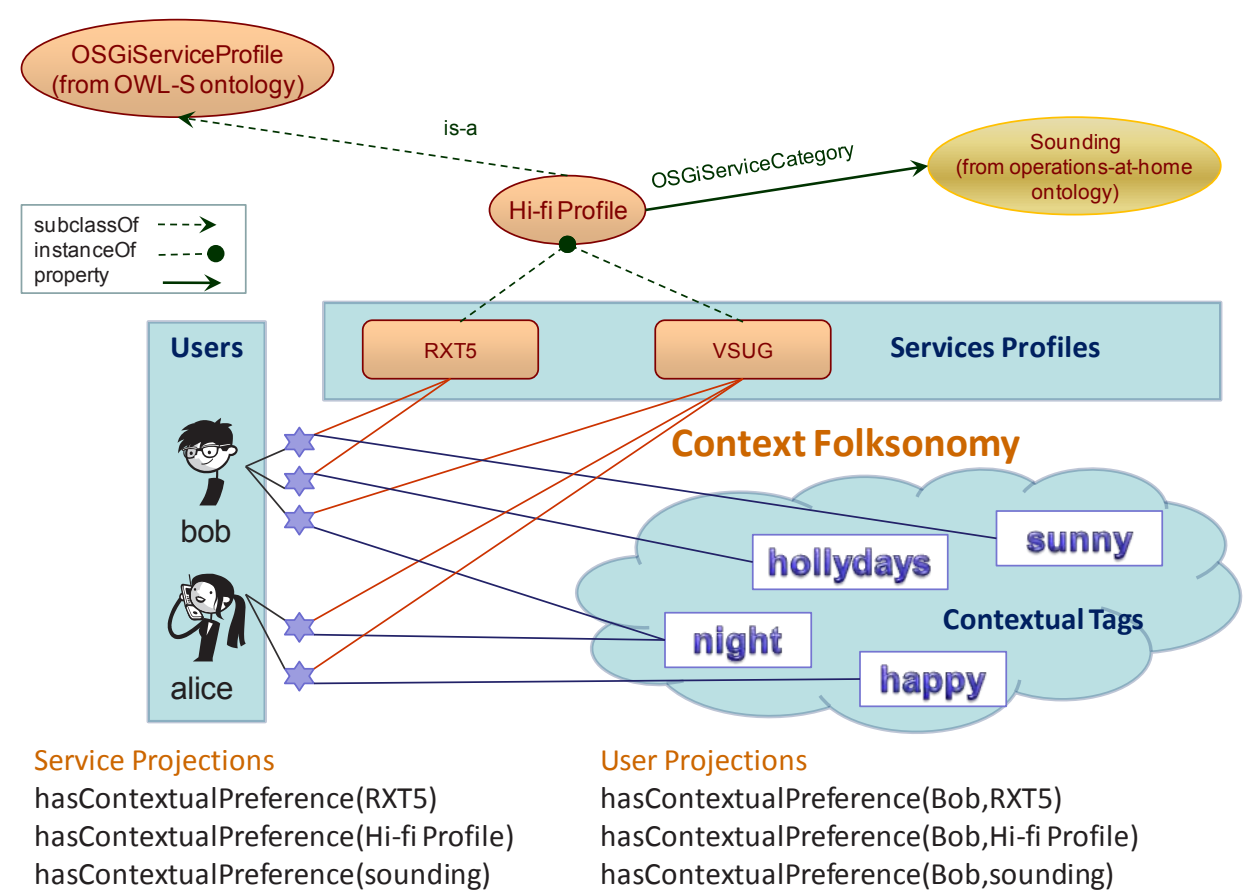 OSGiServiceProfile
(from OWL-S ontology)
is-a
OSGiServiceCategory
Sounding
(from operations-at-home
ontology)
Hi-fi Profile
subclassOf
instanceOf
property
Users
RXT5
VSUG
Services Profiles
Context Folksonomy
bob
sunny
hollydays
Contextual Tags
night
alice
happy
Service Projections
hasContextualPreference(RXT5)
hasContextualPreference(Hi-fi Profile)
hasContextualPreference(sounding)
User Projections
hasContextualPreference(Bob,RXT5)
hasContextualPreference(Bob,Hi-fi Profile)
hasContextualPreference(Bob,sounding)